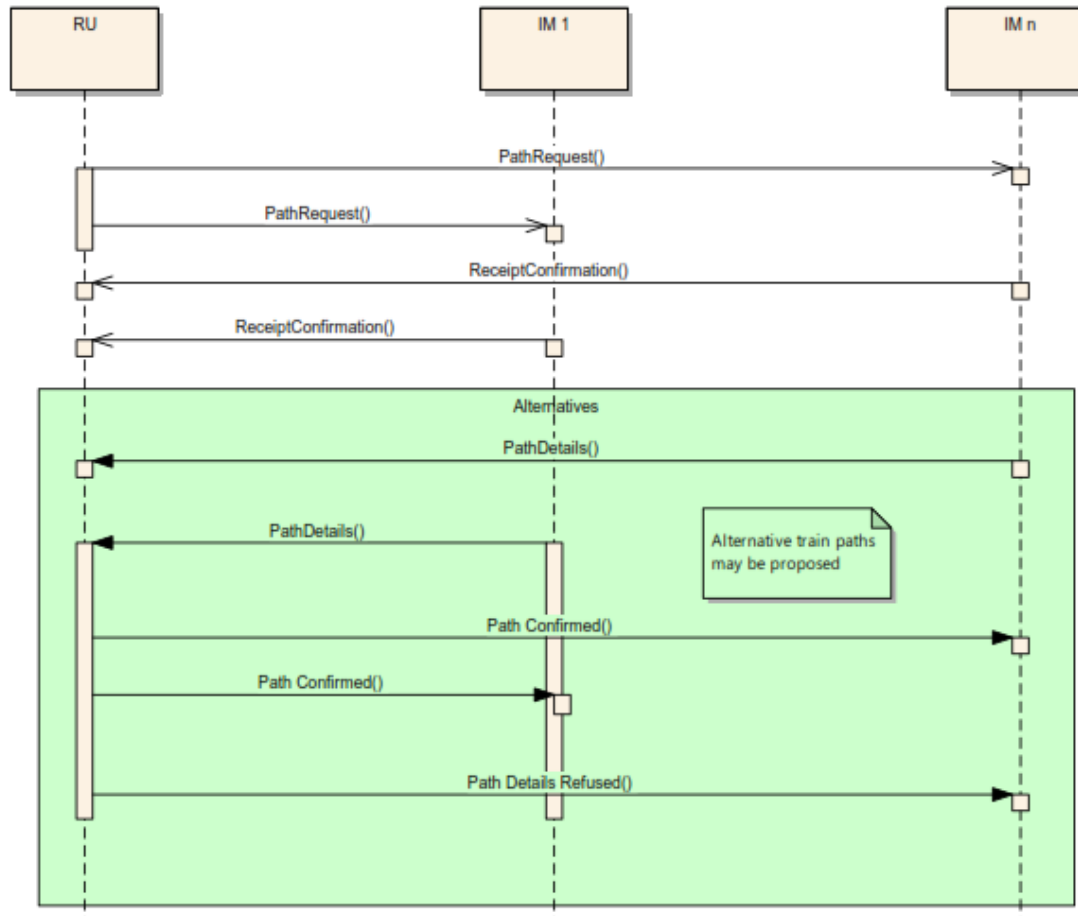 RU
IM 1
IM n
PathRequest()
PathRequest()
ReceiptConfirmation()
ReceiptConfirmation()
Alternatives
PathDetails()
PathDetails()
Alternative train paths
may be proposed
Path Confirmed()
Path Confirmed()
Path Details Refused()